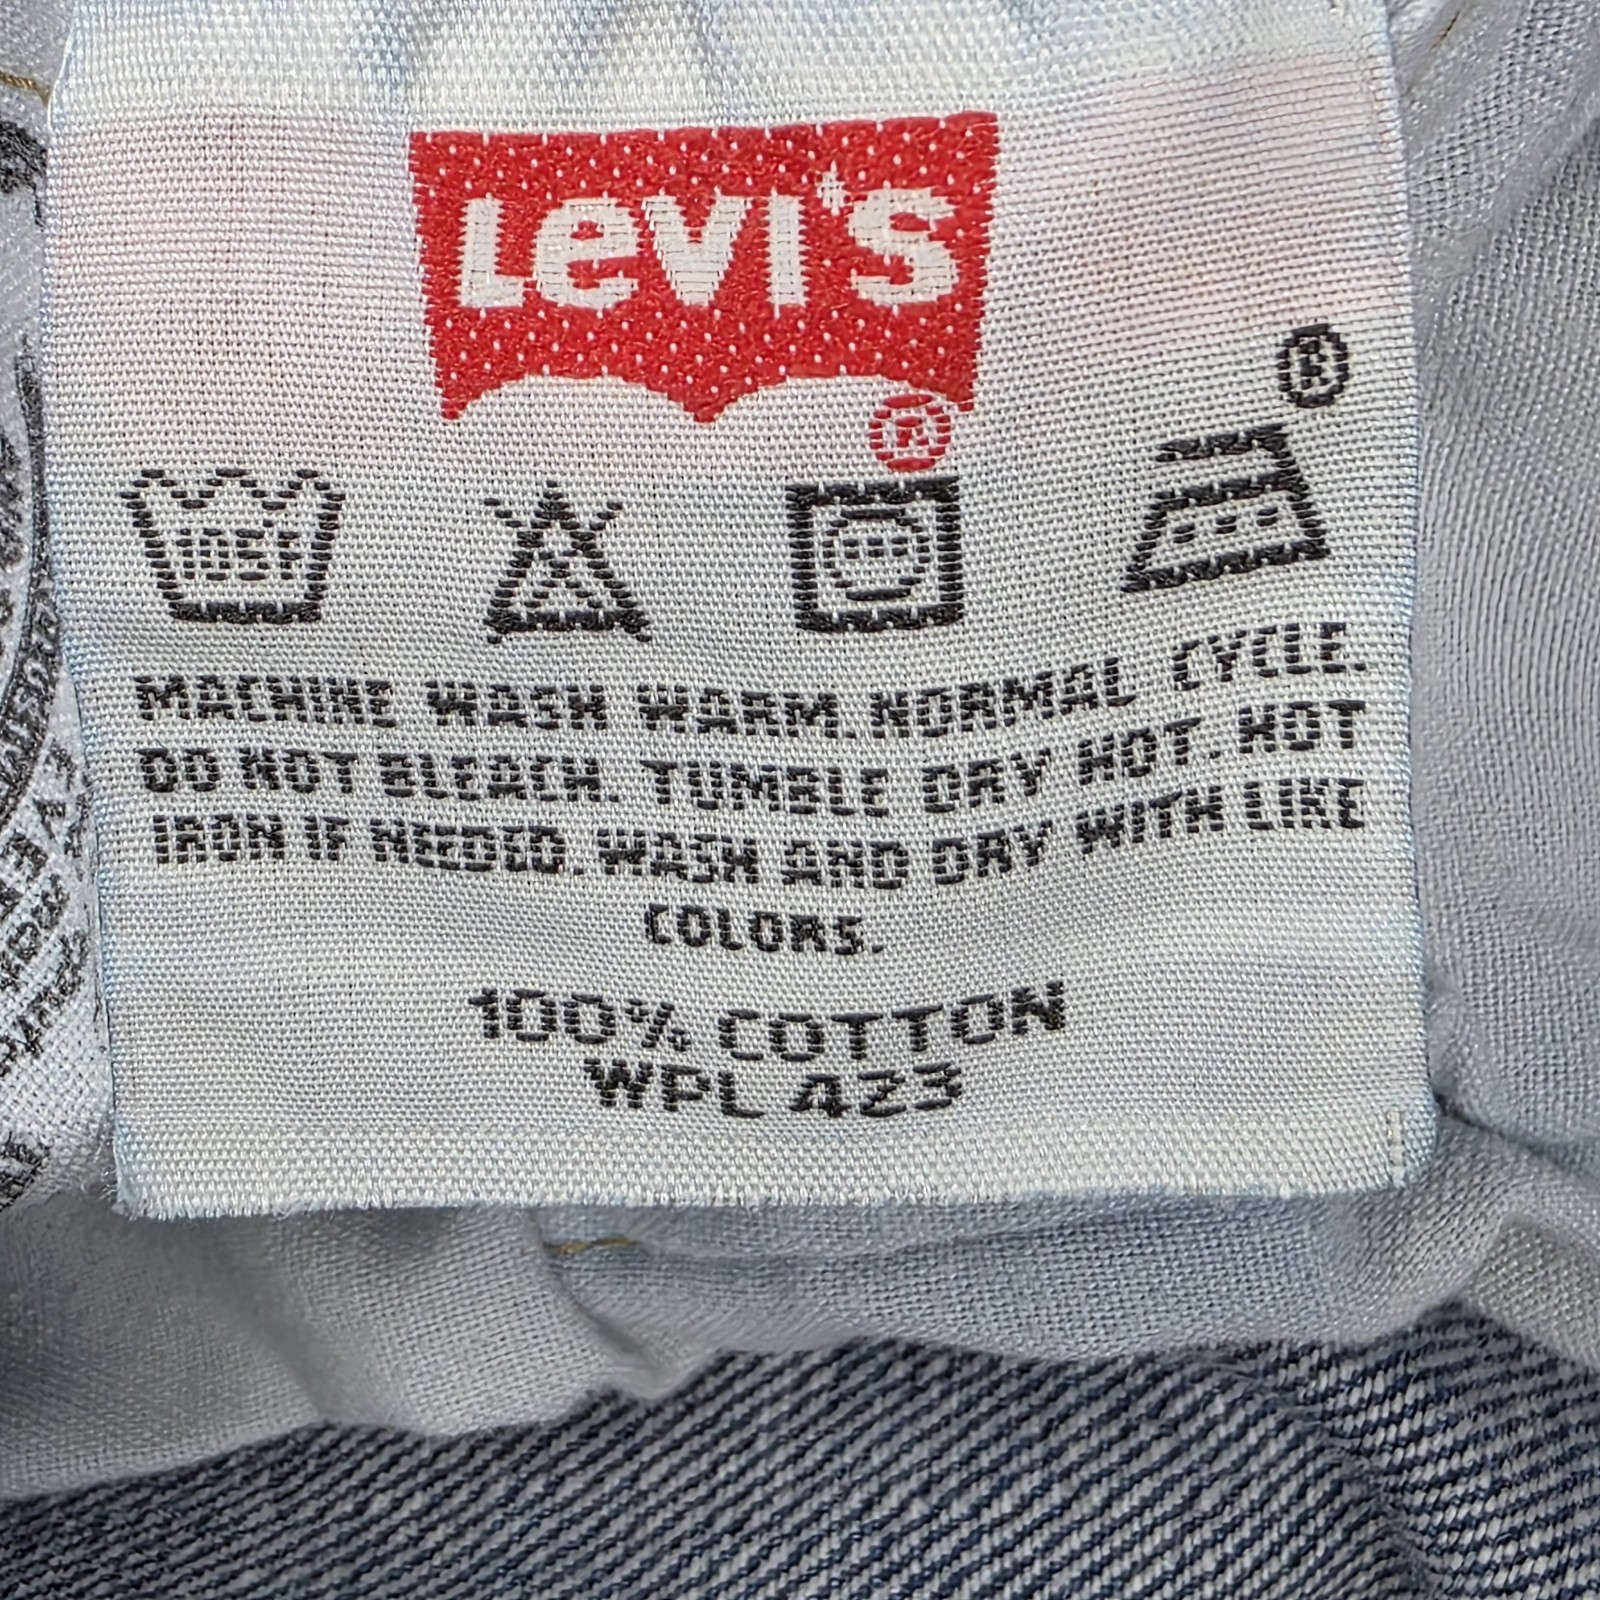 Levi's
®
®
105F
MACHINE WASH WARM. NORMAL CYCLE.
DO NOT BLEACH. TUMBLE DRY HOT. HOT
IRON IF NEEDED. WASH AND DRY WITH LIKE
COLORS.
100% COTTON
WPL 423